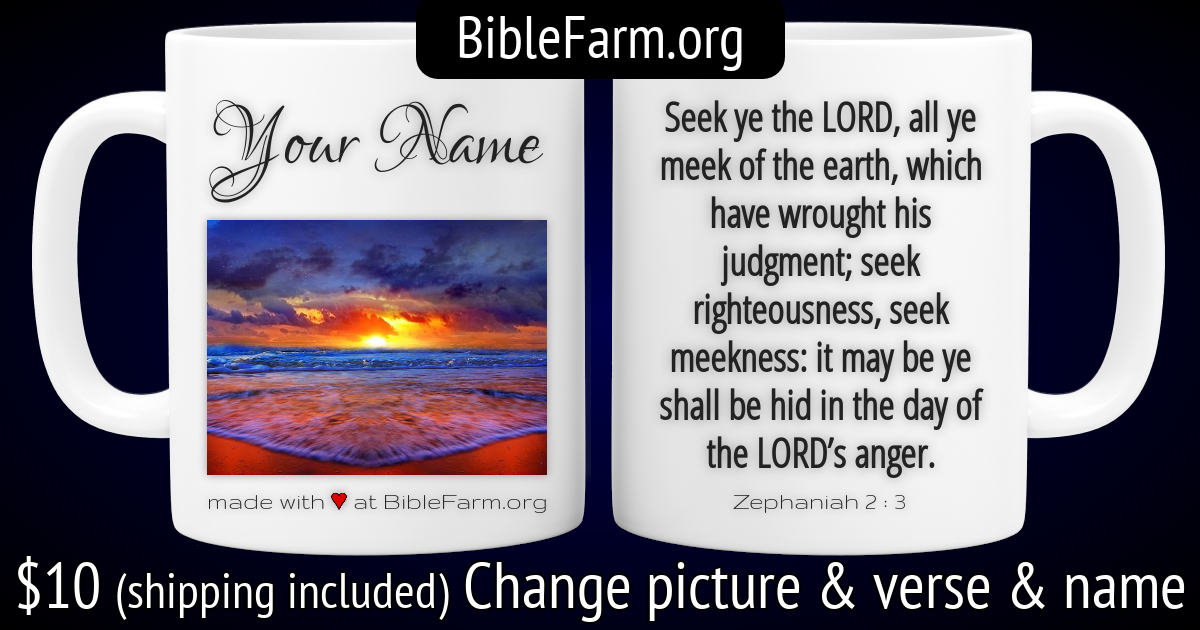 BibleFarm.org
Your Name
made with ♥ at BibleFarm.org
Seek ye the LORD, all ye
meek of the earth, which
have wrought his
judgment; seek
righteousness, seek
meekness: it may be ye
shall be hid in the day of
the LORD’s anger.
Zephaniah 2 : 3
$10 (shipping included) Change picture & verse & name